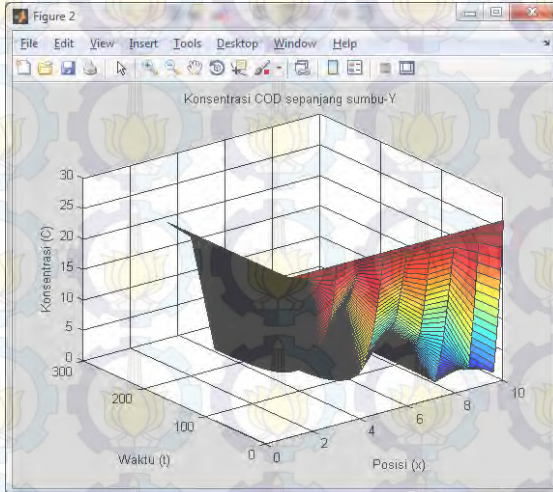 Figure 2
File Edit View Insert Tools Desktop Window Help
Konsentrasi COD sepanjang sumbu-Y
30
25
20
15
10
5
0
Konsentrasi (C)
300
200
100
0
Waktu (t)
0
2
4
6
8
10
Posisi (x)